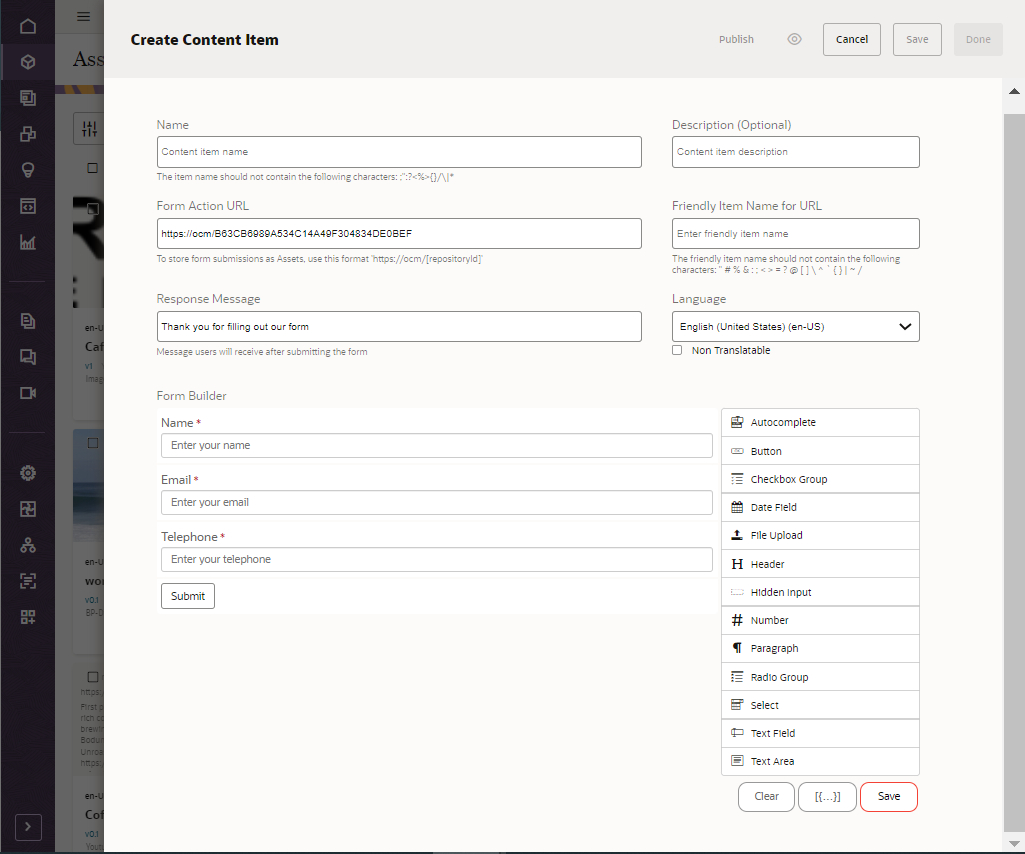 Create Content Item
Publish
Cancel
Save
Done
Ass
Name
Content item name
The item name should not contain the following characters: ;":?<%>{}/\|*
Description (Optional)
Content item description
Form Action URL
https://ocm/B63CB6989A534C14A49F304834DE0BEF
To store form submissions as Assets, use this format 'https://ocm/[repositoryId]'
Friendly Item Name for URL
Enter friendly item name
The friendly item name should not contain the following
characters: " # % & : ; < > = ? @ [ ] \ ^ ` { } | ~ /
Response Message
Thank you for filling out our form
Message users will receive after submitting the form
Language
English (United States) (en-US)
Non Translatable
Form Builder
Name *
Enter your name
Email *
Enter your email
Telephone *
Enter your telephone
Submit
Autocomplete
Button
Checkbox Group
Date Field
File Upload
Header
Hidden Input
Number
Paragraph
Radio Group
Select
Text Field
Text Area
Clear
[{...}]
Save
en-U
Caf
v1
Imag
en-U
woo
v0.1
BP-D
https
First p
rich co
brewin
Bodu
Unroa
https:
en-U
Cof
v0.1
Youtu